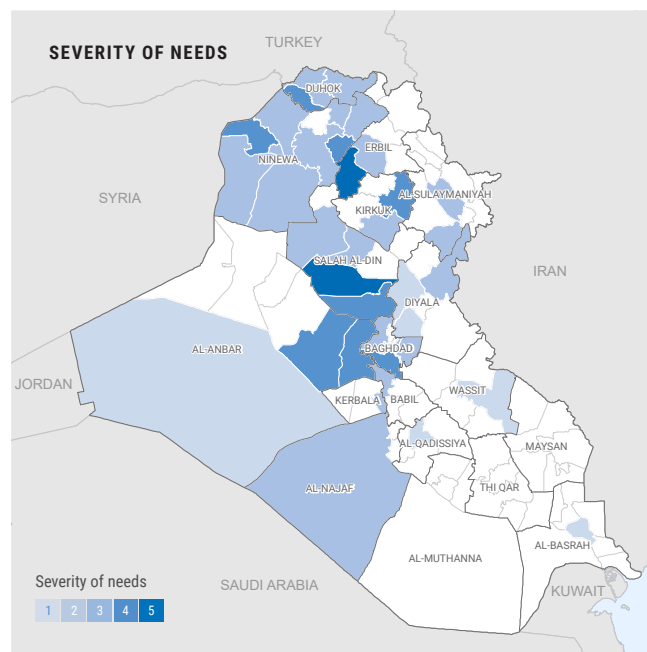 SEVERITY OF NEEDS
TURKEY
DUHOK
ERBIL
NINEWA
AL-SULAYMANIYAH
SYRIA
KIRKUK
SALAH AL-DIN
IRAN
DIYALA
AL-ANBAR
BAGHDAD
JORDAN
WASSIT
KERBALA
BABIL
AL-QADISSIYA
MAYSAN
AL-NAJAF
THI QAR
AL-BASRAH
AL-MUTHANNA
Severity of needs
SAUDI ARABIA
KUWAIT
1 2 3 4 5